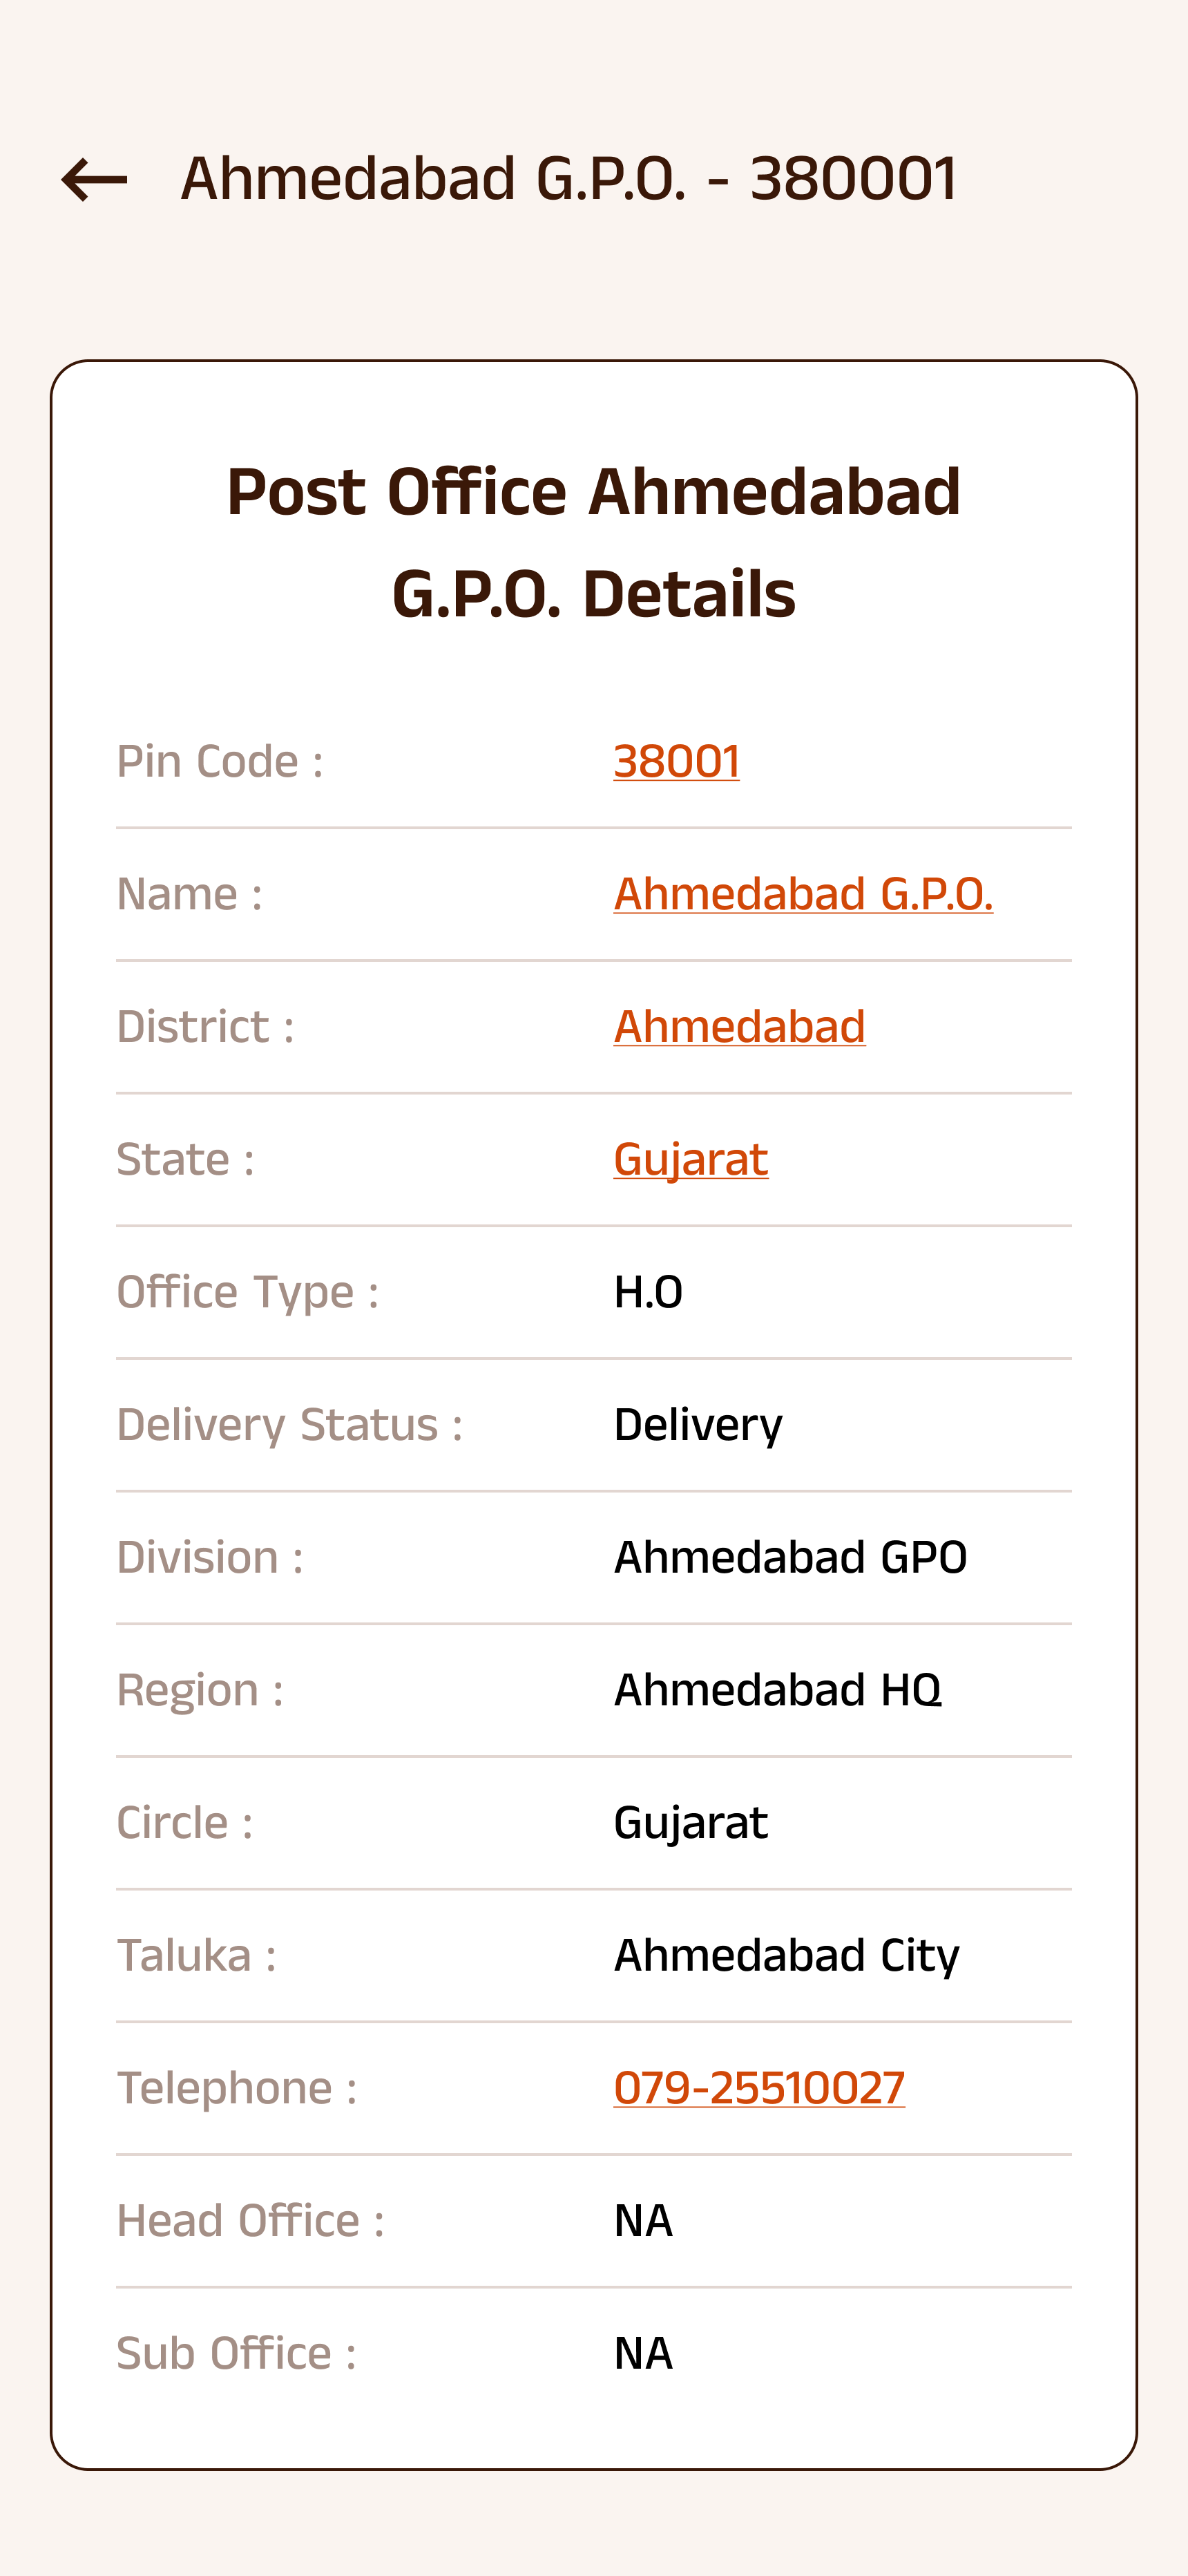 Ahmedabad G.P.O. - 380001
Post Office Ahmedabad
G.P.O. Details
Pin Code : 38001
Name : Ahmedabad G.P.O.
District : Ahmedabad
State : Gujarat
Office Type : H.O
Delivery Status : Delivery
Division : Ahmedabad GPO
Region : Ahmedabad HQ
Circle : Gujarat
Taluka : Ahmedabad City
Telephone : 079-25510027
Head Office : NA
Sub Office : NA